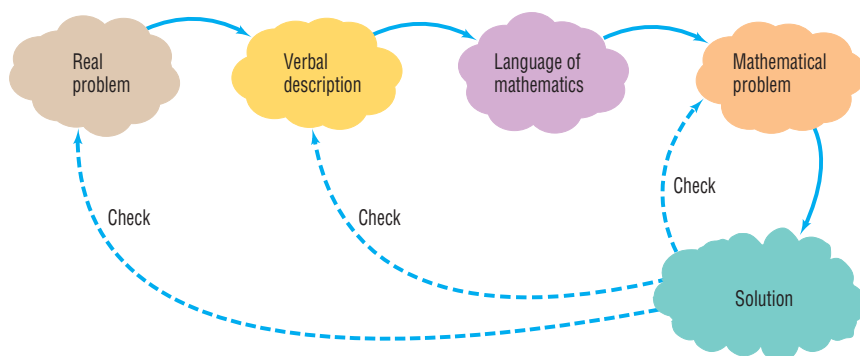 Real
problem
Verbal
description
Language of
mathematics
Mathematical
problem
Check
Check
Check
Solution